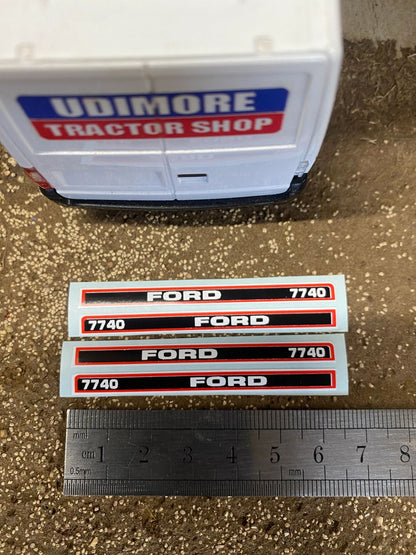 UDIMORE
TRACTOR SHOP
FORD 7740
7740 FORD
FORD 7740
7740 FORD
mm
cm 1 2 3 4 5 6 7 8
0.5mm mm